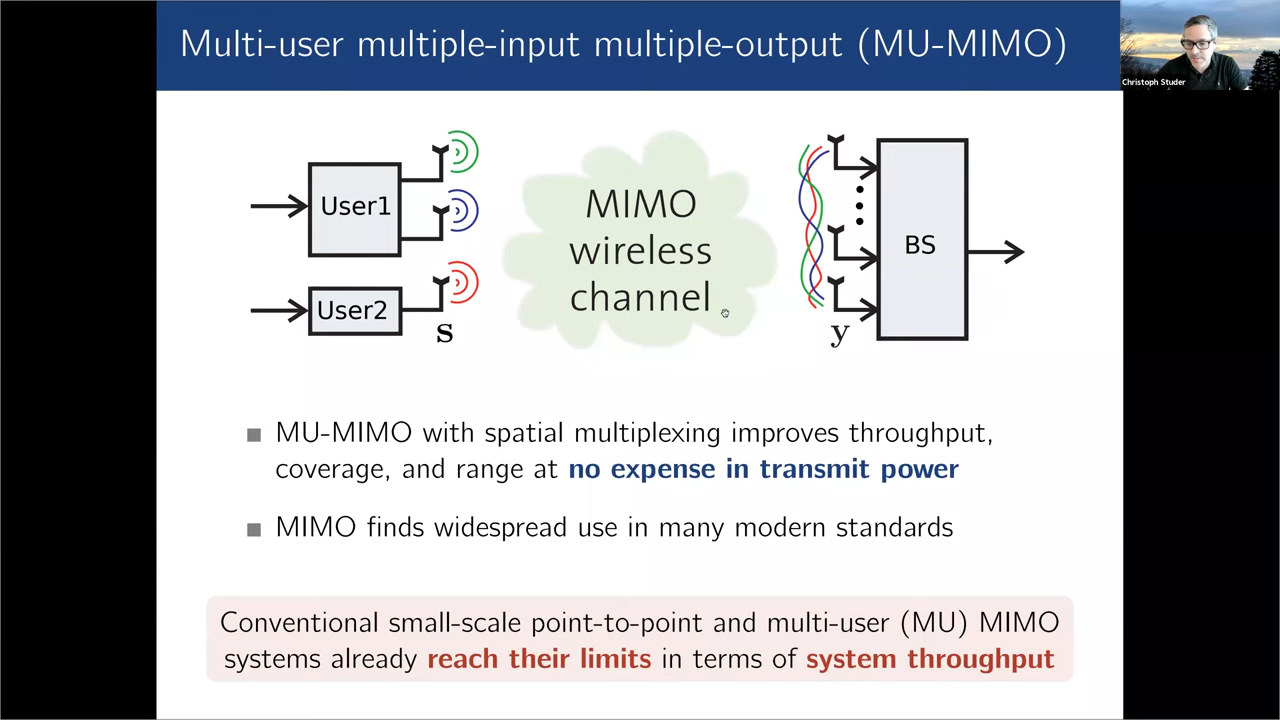 Multi-user multiple-input multiple-output (MU-MIMO)
Christoph Studer
User1
User2
s
MIMO
wireless
channel
y
BS
MU-MIMO with spatial multiplexing improves throughput,
coverage, and range at no expense in transmit power
MIMO finds widespread use in many modern standards
Conventional small-scale point-to-point and multi-user (MU) MIMO
systems already reach their limits in terms of system throughput